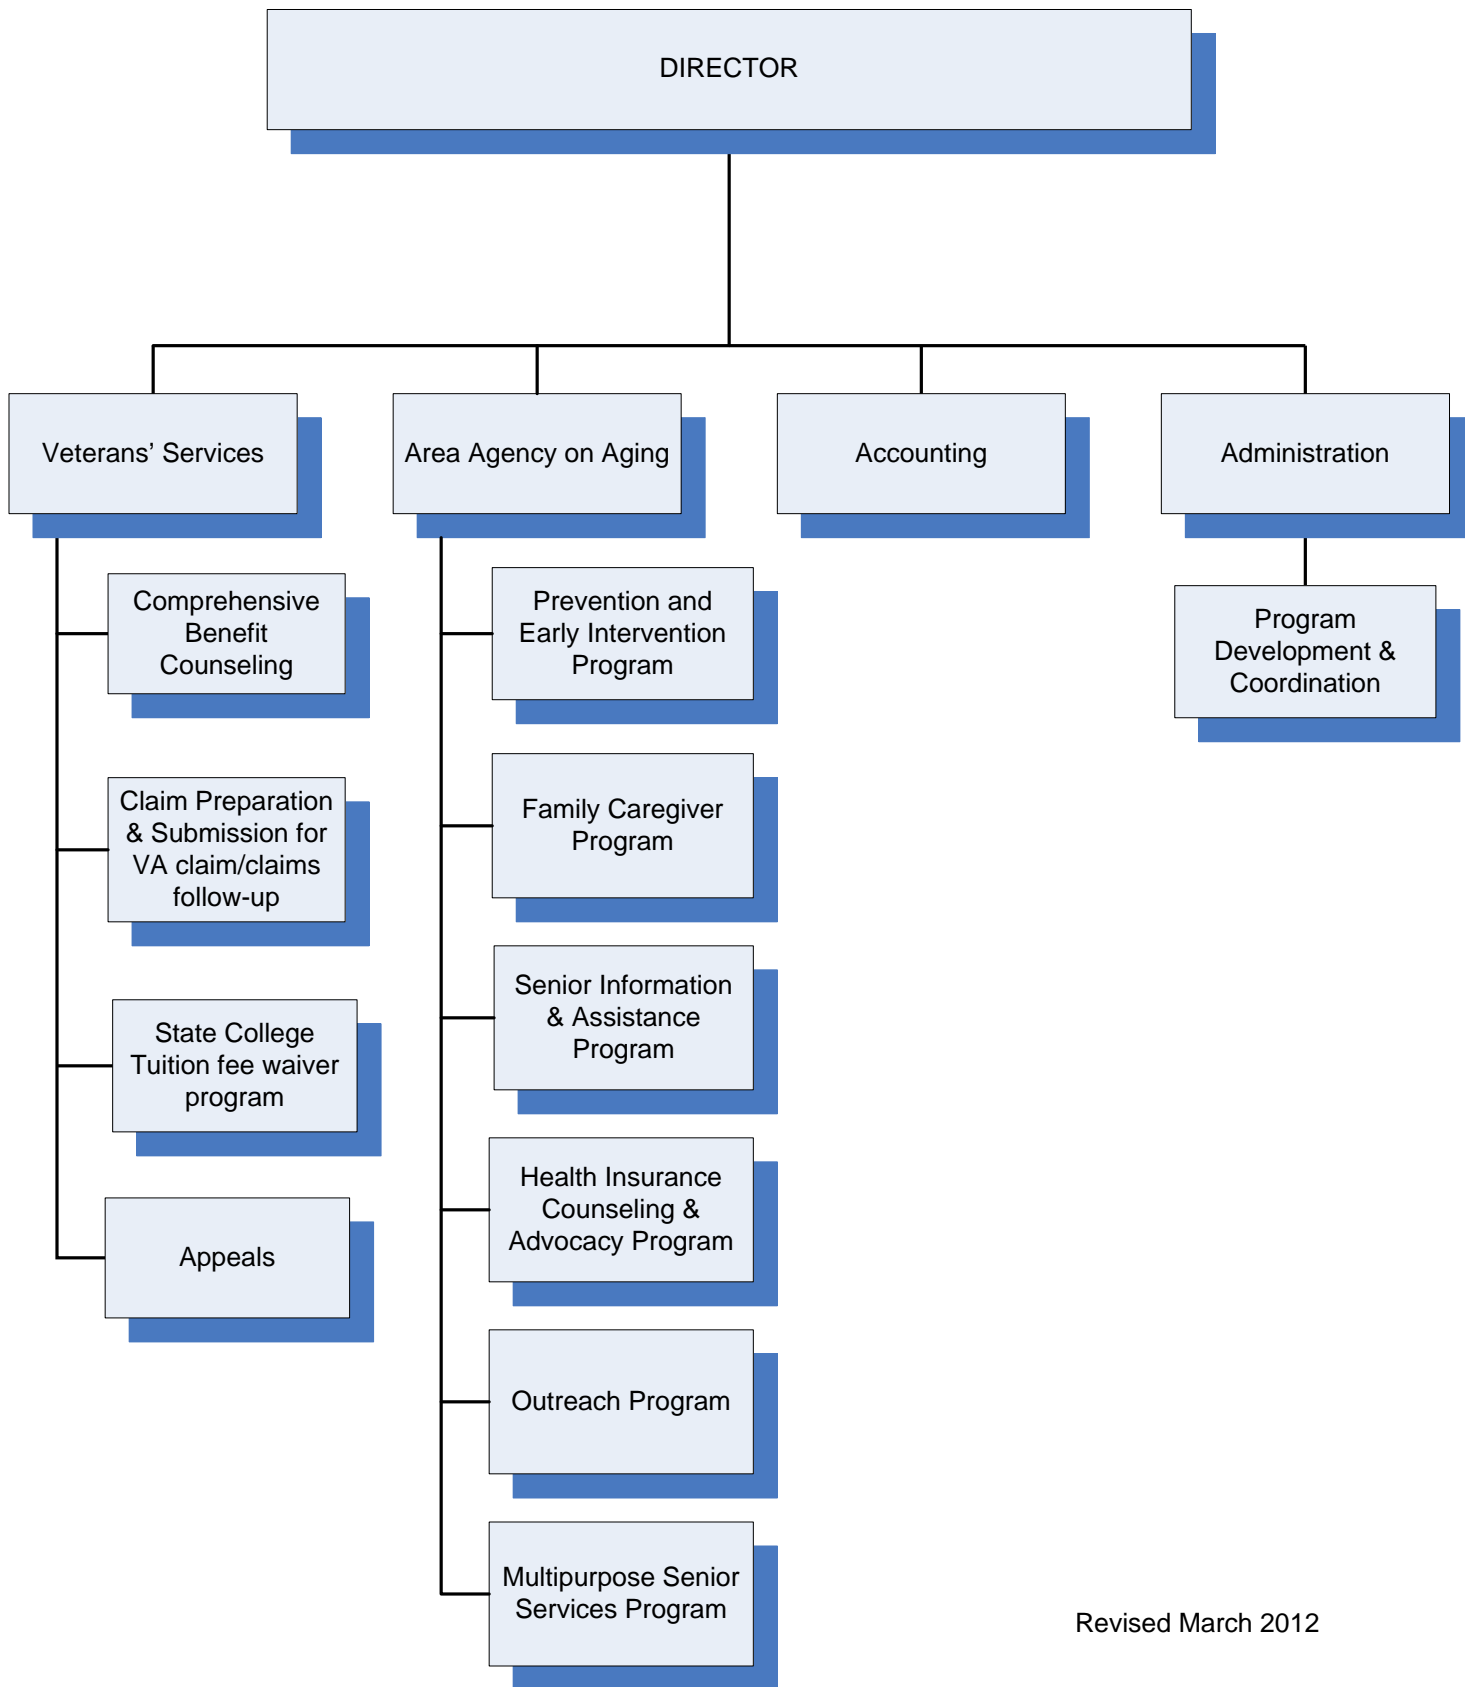 DIRECTOR
Veterans’ Services
Area Agency on Aging
Accounting
Administration
Comprehensive
Benefit
Counseling
Claim Preparation
& Submission for
VA claim/claims
follow-up
State College
Tuition fee waiver
program
Appeals
Prevention and
Early Intervention
Program
Family Caregiver
Program
Senior Information
& Assistance
Program
Health Insurance
Counseling &
Advocacy Program
Outreach Program
Multipurpose Senior
Services Program
Program
Development &
Coordination
Revised March 2012